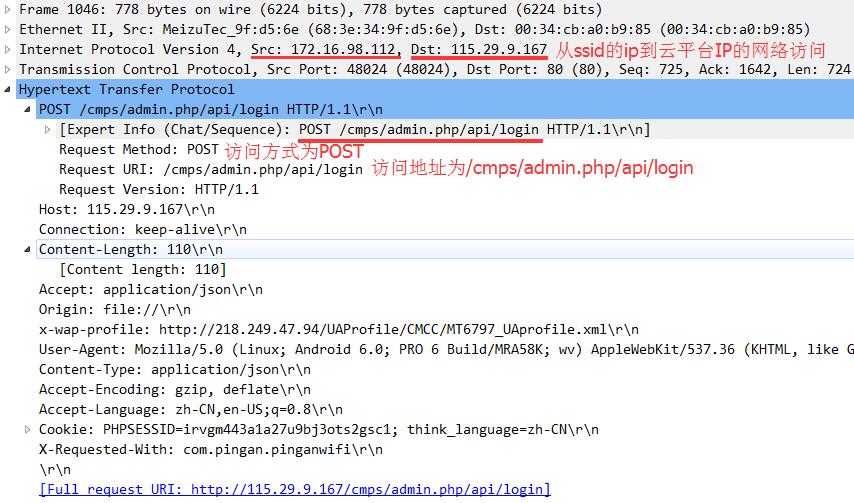 Frame 1046: 778 bytes on wire (6224 bits), 778 bytes captured (6224 bits)
Ethernet II, Src: MeizuTec_9f:d5:6e (68:3e:34:9f:d5:6e), Dst: 00:34:cb:a0:b9:85 (00:34:cb:a0:b9:85)
Internet Protocol Version 4, Src: 172.16.98.112, Dst: 115.29.9.167 从ssid的ip到云平台IP的网络访问
Transmission Control Protocol, Src Port: 48024 (48024), Dst Port: 80 (80), Seq: 725, Ack: 1642, Len: 724
Hypertext Transfer Protocol
POST /cmps/admin.php/api/login HTTP/1.1\r\n
[Expert Info (Chat/Sequence): POST /cmps/admin.php/api/login HTTP/1.1\r\n]
Request Method: POST 访问方式为POST
Request URI: /cmps/admin.php/api/login 访问地址为/cmps/admin.php/api/login
Request Version: HTTP/1.1
Host: 115.29.9.167\r\n
Connection: keep-alive\r\n
Content-Length: 110\r\n
[Content length: 110]
Accept: application/json\r\n
Origin: file://\r\n
x-wap-profile: http://218.249.47.94/UAProfile/CMCC/MT6797_UAprofile.xml\r\n
User-Agent: Mozilla/5.0 (Linux; Android 6.0; PRO 6 Build/MRA58K; wv) AppleWebKit/537.36 (KHTML, like G
Content-Type: application/json\r\n
Accept-Encoding: gzip, deflate\r\n
Accept-Language: zh-CN,en-US;q=0.8\r\n
Cookie: PHPSESSID=irvgm443a1a27u9bj3ots2gsc1; think_language=zh-CN\r\n
X-Requested-With: com.pingan.pinganwifi\r\n
\r\n
[Full request URI: http://115.29.9.167/cmps/admin.php/api/login]